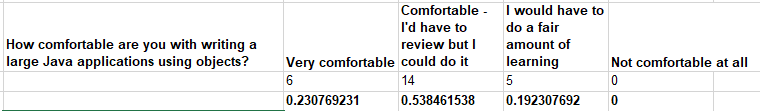 How comfortable are you with writing a
large Java applications using objects?
Very comfortable
Comfortable -
I'd have to
review but I
could do it
I would have to
do a fair
amount of
learning
Not comfortable at all
6 14 5 0
0.230769231 0.538461538 0.192307692 0